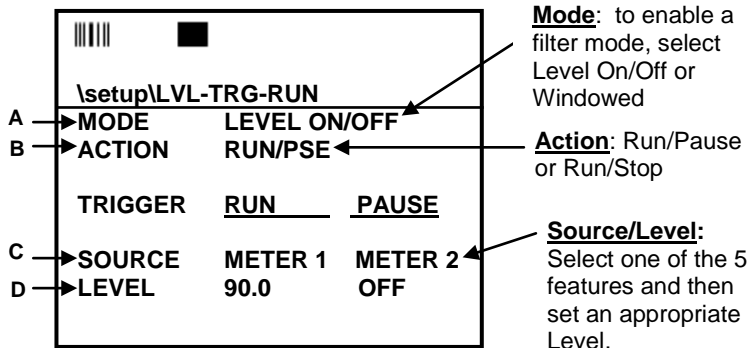 \setup\LVL-TRG-RUN
A MODE LEVEL ON/OFF
B ACTION RUN/PSE
TRIGGER RUN PAUSE
C SOURCE METER 1 METER 2
D LEVEL 90.0 OFF
Mode: to enable a
filter mode, select
Level On/Off or
Windowed
Action: Run/Pause
or Run/Stop
Source/Level:
Select one of the 5
features and then
set an appropriate
Level.